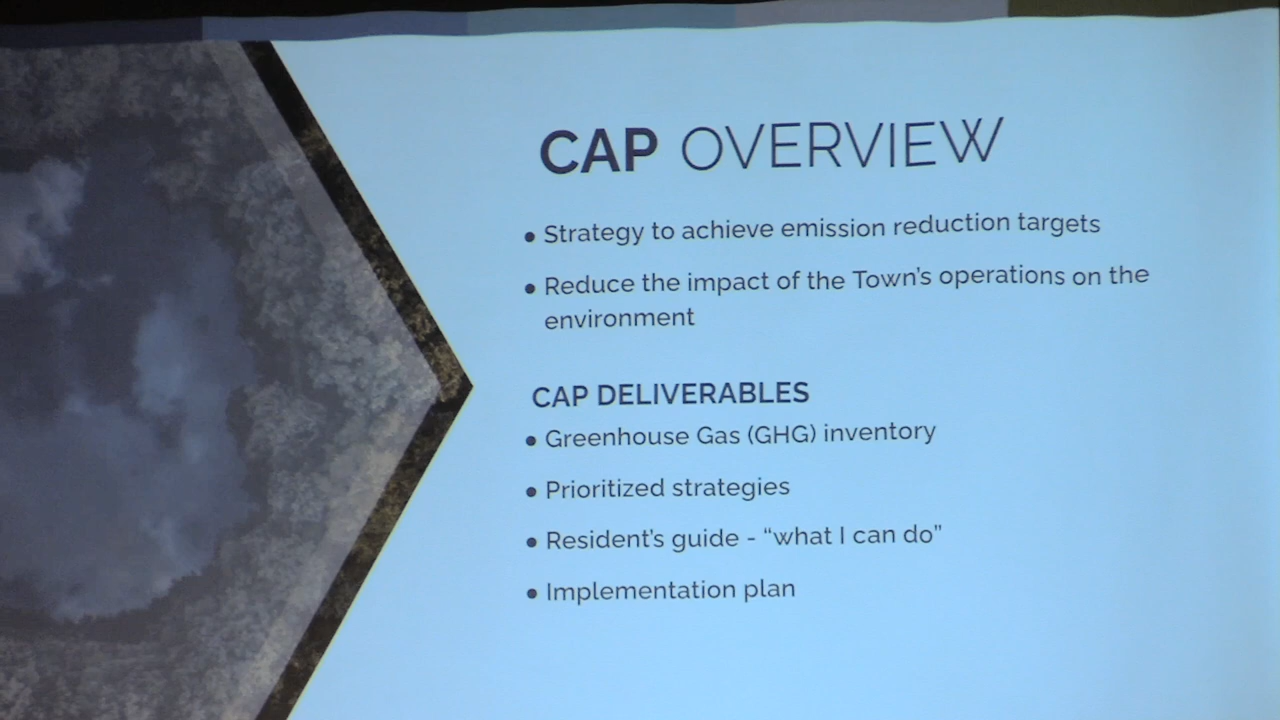 CAP OVERVIEW
• Strategy to achieve emission reduction targets
• Reduce the impact of the Town's operations on the
environment
CAP DELIVERABLES
• Greenhouse Gas (GHG) inventory
• Prioritized strategies
• Resident's guide - “what I can do”
• Implementation plan